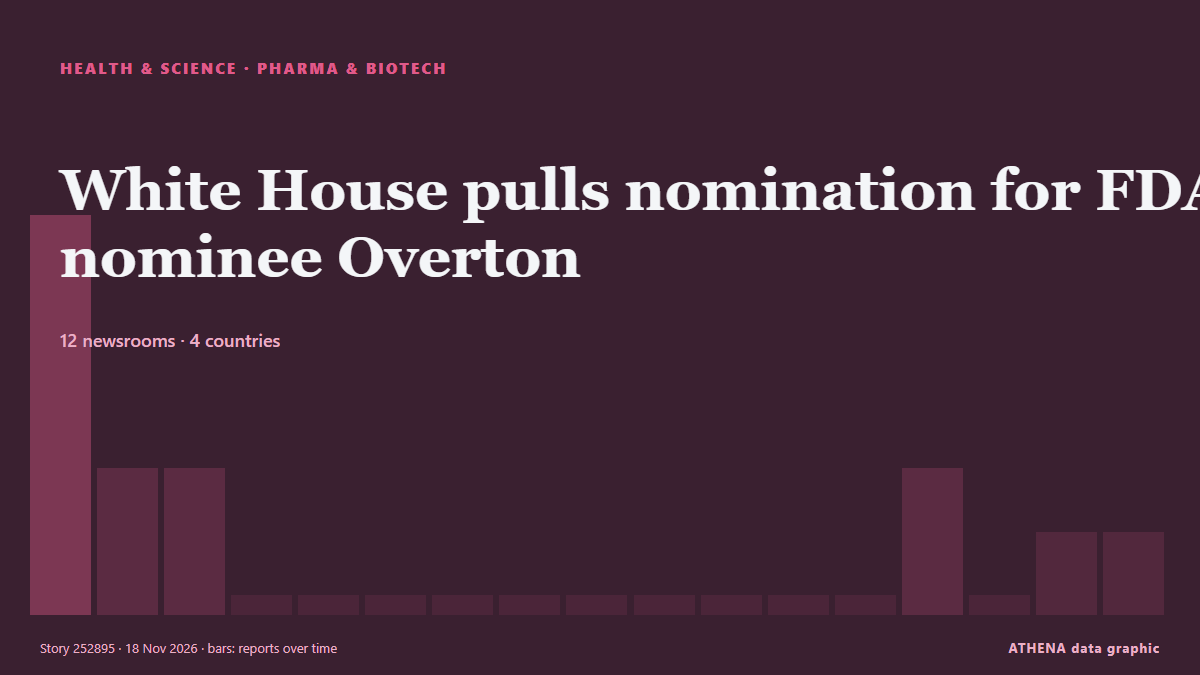 HEALTH & SCIENCE · PHARMA & BIOTECH
White House pulls nomination for FDA
nominee Overton
12 newsrooms · 4 countries
Story 252895 · 18 Nov 2026 · bars: reports over time
ATHENA data graphic